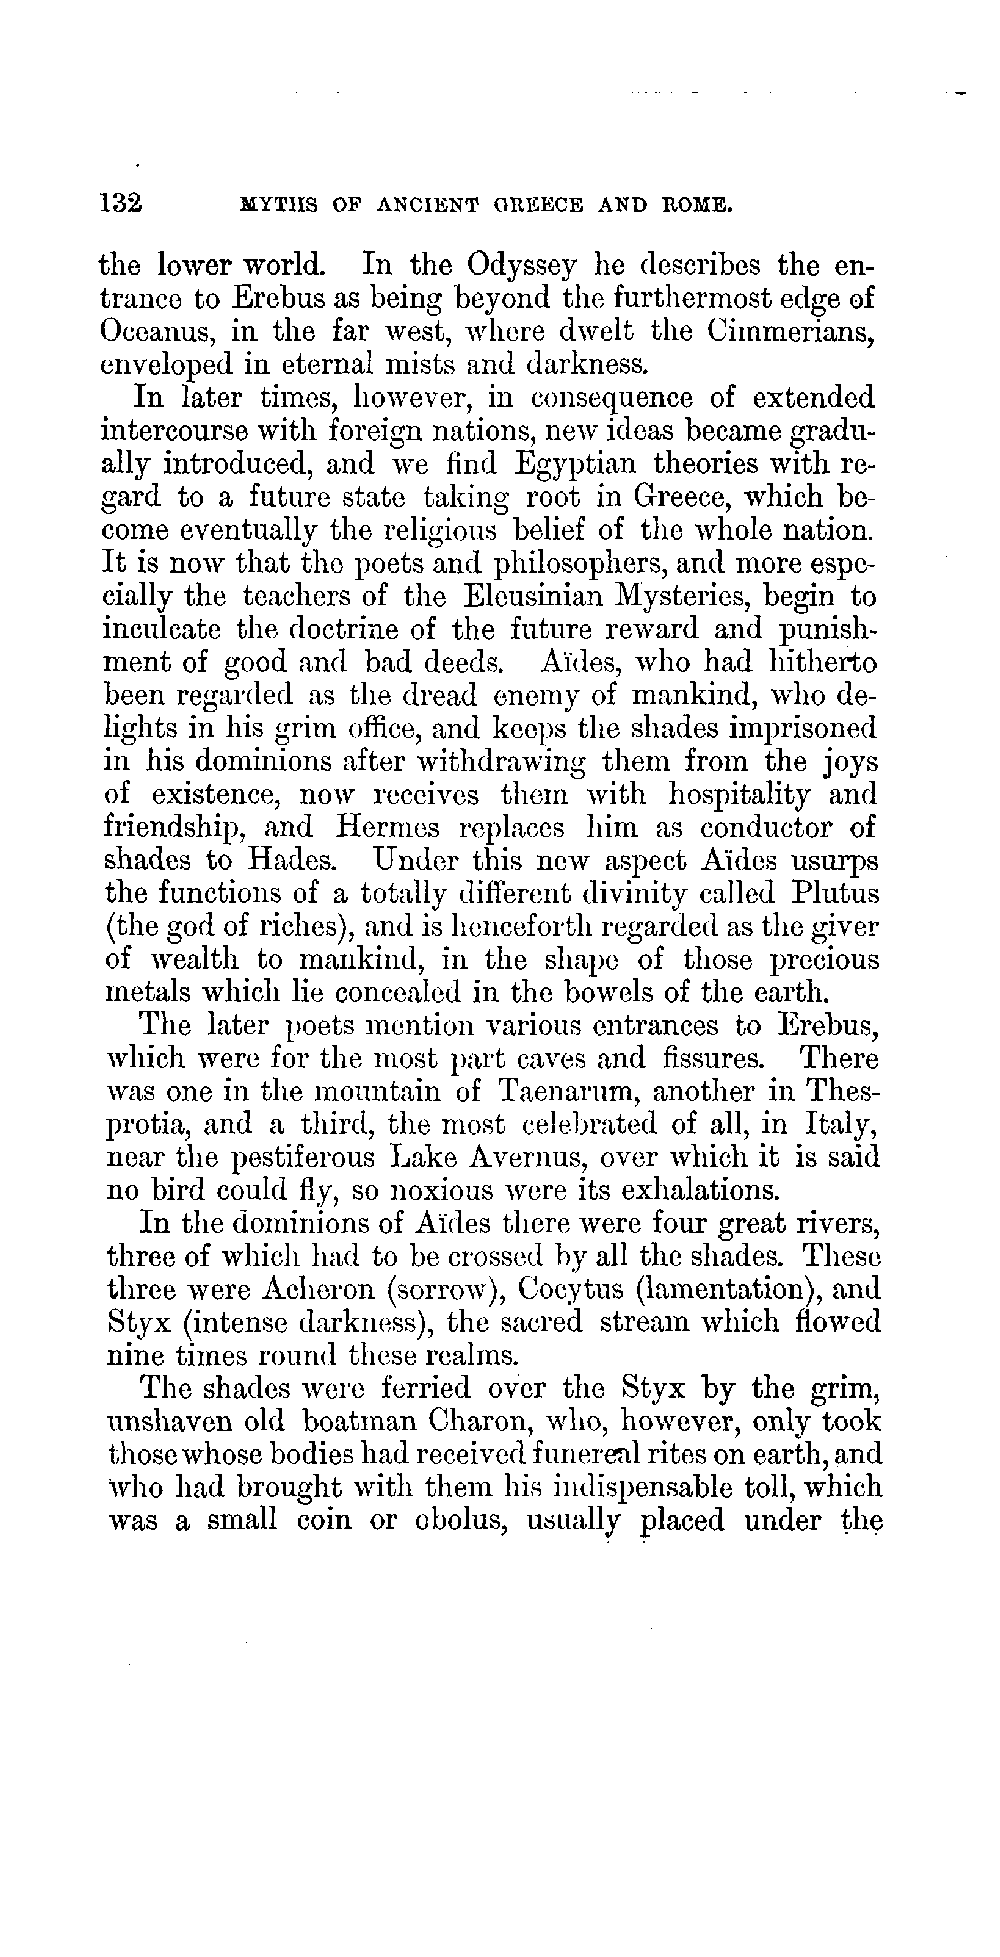 132 MYTHS OF ANCIENT GREECE AND ROME.
the lower world. In the Odyssey he describes the en-
trance to Erebus as being beyond the furthermost edge of
Oceanus, in the far west, where dwelt the Cimmerians,
enveloped in eternal mists and darkness.
In later times, however, in consequence of extended
intercourse with foreign nations, new ideas became gradu-
ally introduced, and we find Egyptian theories with re-
gard to a future state taking root in Greece, which be-
come eventually the religious belief of the whole nation.
It is now that the poets and philosophers, and more espe-
cially the teachers of the Eleusinian Mysteries, begin to
inculcate the doctrine of the future reward and punish-
ment of good and bad deeds. Aïdes, who had hitherto
been regarded as the dread enemy of mankind, who de-
lights in his grim office, and keeps the shades imprisoned
in his dominions after withdrawing them from the joys
of existence, now receives them with hospitality and
friendship, and Hermes replaces him as conductor of
shades to Hades. Under this new aspect Aïdes usurps
the functions of a totally different divinity called Plutus
(the god of riches), and is henceforth regarded as the giver
of wealth to mankind, in the shape of those precious
metals which lie concealed in the bowels of the earth.
The later poets mention various entrances to Erebus,
which were for the most part caves and fissures. There
was one in the mountain of Taenarum, another in Thes-
protia, and a third, the most celebrated of all, in Italy,
near the pestiferous Lake Avernus, over which it is said
no bird could fly, so noxious were its exhalations.
In the dominions of Aïdes there were four great rivers,
three of which had to be crossed by all the shades. These
three were Acheron (sorrow), Cocytus (lamentation), and
Styx (intense darkness), the sacred stream which flowed
nine times round these realms.
The shades were ferried over the Styx by the grim,
unshaven old boatman Charon, who, however, only took
those whose bodies had received funereal rites on earth, and
who had brought with them his indispensable toll, which
was a small coin or obolus, usually placed under the